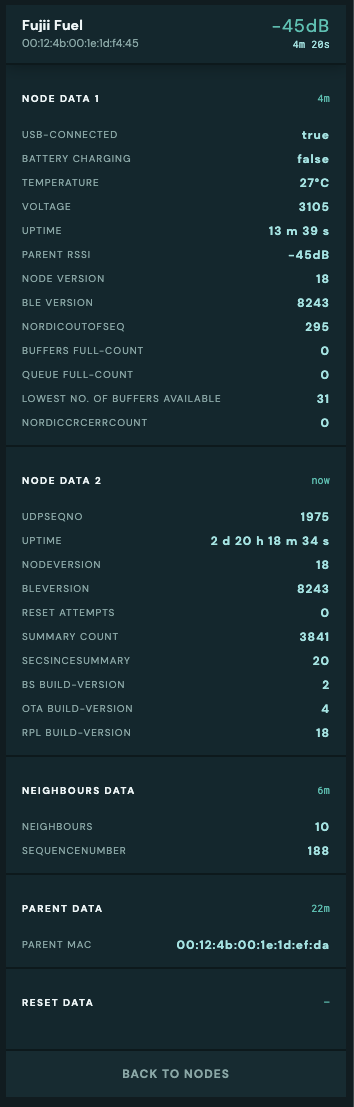 Fujii Fuel -45dB
00:12:4b:00:1e:1d:f4:45 4m 20s
NODE DATA 1 4m
USB-CONNECTED true
BATTERY CHARGING false
TEMPERATURE 27°C
VOLTAGE 3105
UPTIME 13 m 39 s
PARENT RSSI -45dB
NODE VERSION 18
BLE VERSION 8243
NORDICOUTOFSEQ 295
BUFFERS FULL-COUNT 0
QUEUE FULL-COUNT 0
LOWEST NO. OF BUFFERS AVAILABLE 31
NORDICCRCERRCOUNT 0
NODE DATA 2 now
UDPSEQNO 1975
UPTIME 2 d 20 h 18 m 34 s
NODEVERSION 18
BLEVERSION 8243
RESET ATTEMPTS 0
SUMMARY COUNT 3841
SECSINCESUMMARY 20
BS BUILD-VERSION 2
OTA BUILD-VERSION 4
RPL BUILD-VERSION 18
NEIGHBOURS DATA 6m
NEIGHBOURS 10
SEQUENCENUMBER 188
PARENT DATA 22m
PARENT MAC 00:12:4b:00:1e:1d:ef:da
RESET DATA –
BACK TO NODES